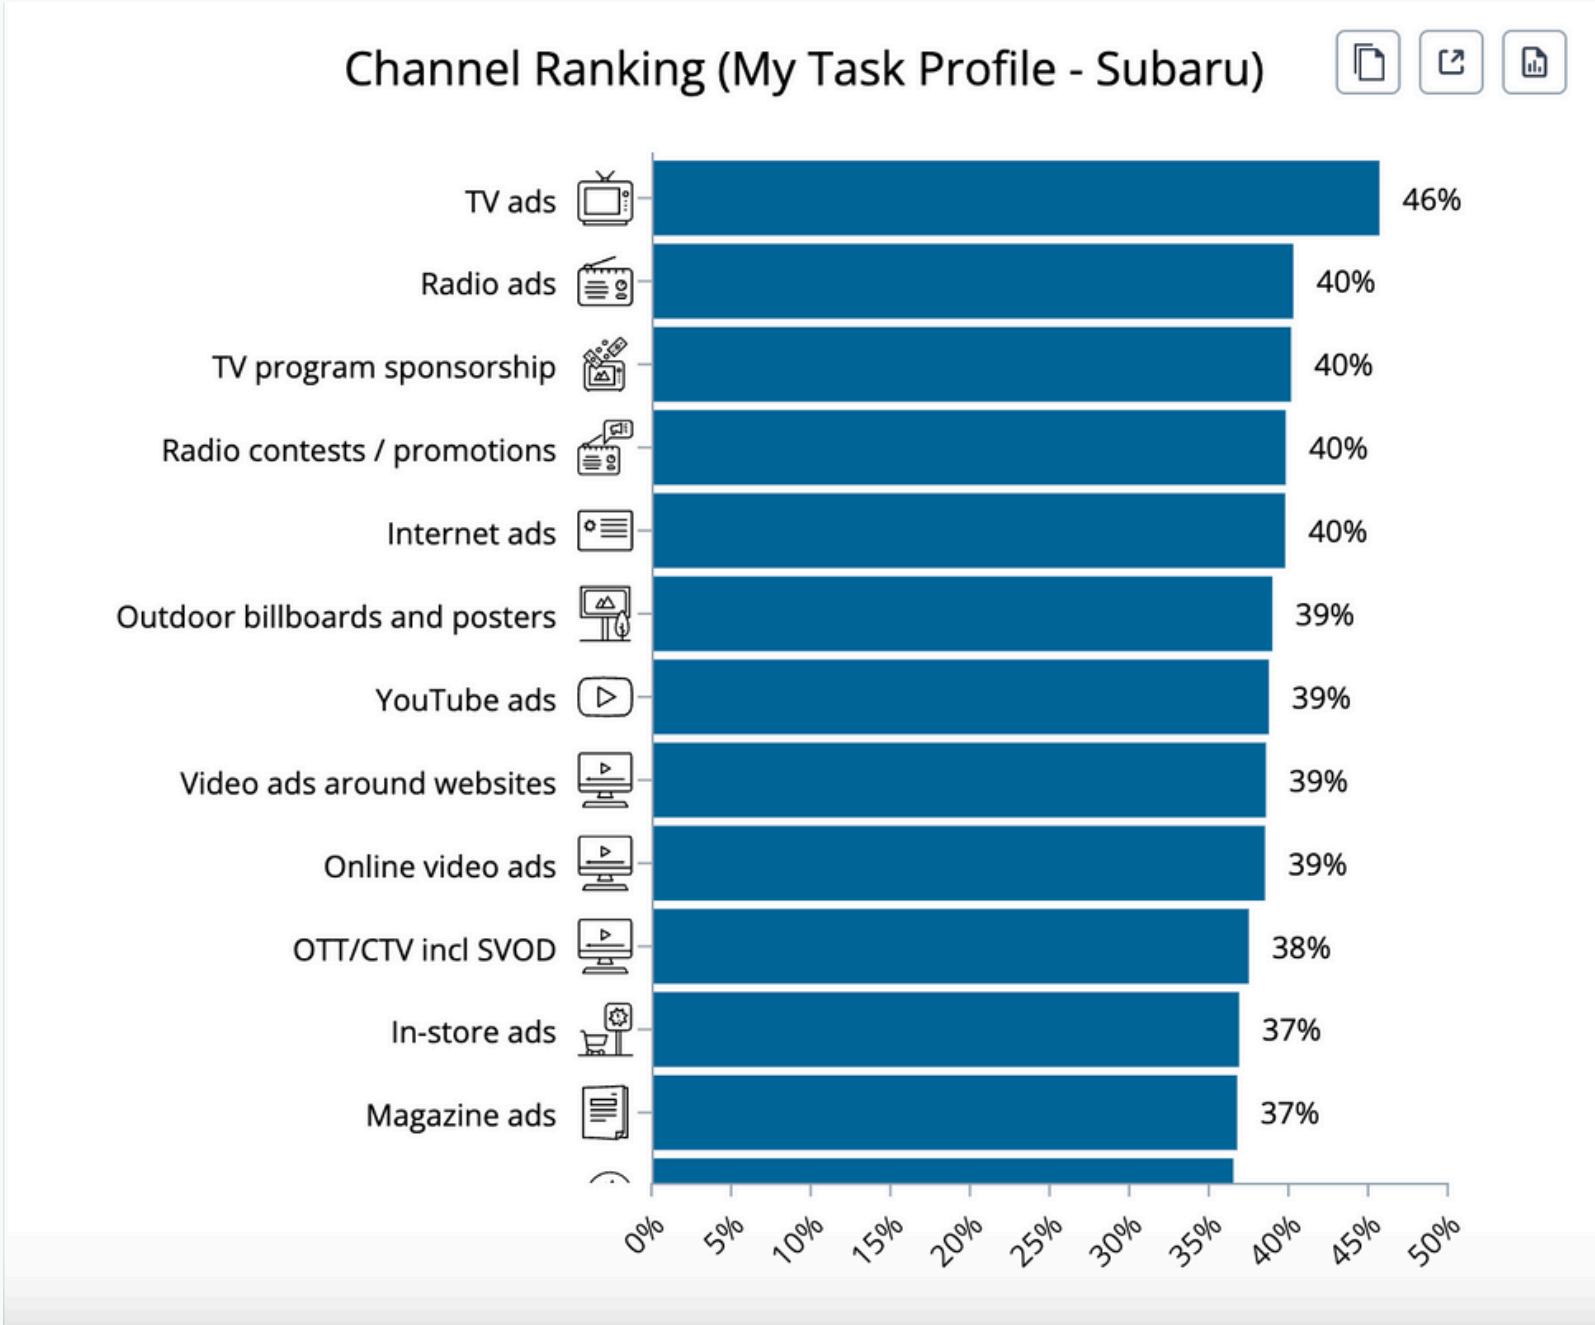 Channel Ranking (My Task Profile - Subaru)
TV ads 46%
Radio ads 40%
TV program sponsorship 40%
Radio contests / promotions 40%
Internet ads 40%
Outdoor billboards and posters 39%
YouTube ads 39%
Video ads around websites 39%
Online video ads 39%
OTT/CTV incl SVOD 38%
In-store ads 37%
Magazine ads 37%
0% 5% 10% 15% 20% 25% 30% 35% 40% 45% 50%